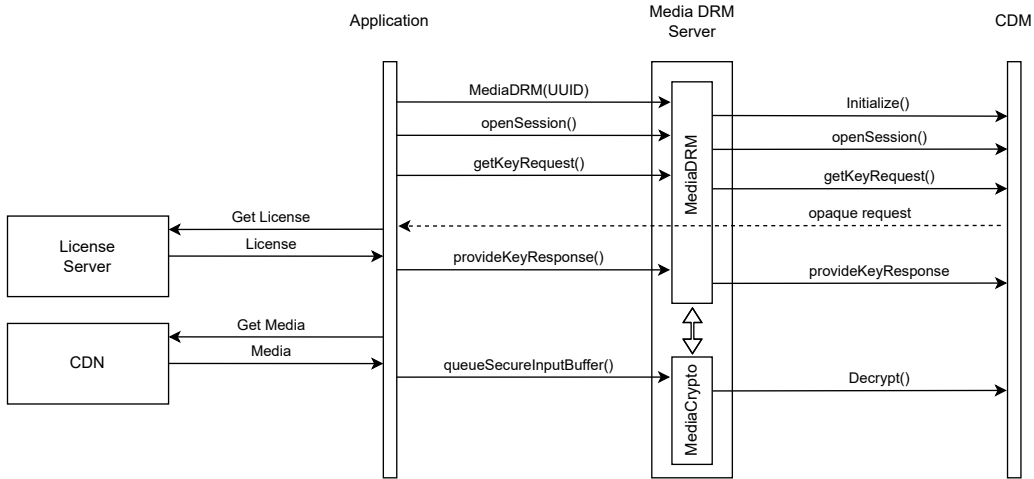 Application
Media DRM
Server
CDM
MediaDRM(UUID)
Initialize()
openSession()
openSession()
getKeyRequest()
getKeyRequest()
MediaDRM
opaque request
Get License
License
License
Server
provideKeyResponse()
provideKeyResponse
Get Media
Media
CDN
queueSecureInputBuffer()
Decrypt()
MediaCrypto